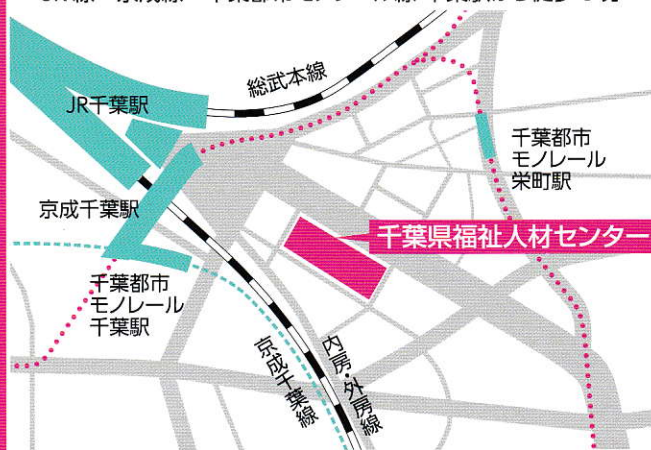 総武本線
JR千葉駅
千葉都市
モノレール
栄町駅
京成千葉駅
千葉県福祉人材センター
千葉都市
モノレール
千葉駅
京成千葉線
内房・外房線